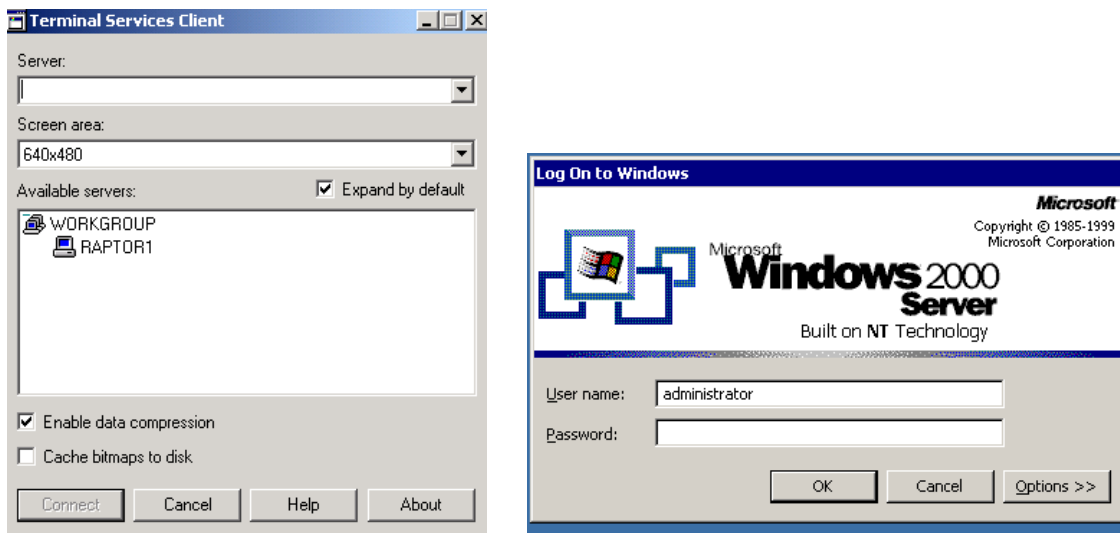 Terminal Services Client
Server:
Screen area:
640x480
Available servers:
Expand by default
WORKGROUP
RAPTOR1
Enable data compression
Cache bitmaps to disk
Connect Cancel Help About
Log On to Windows
Microsoft
Copyright © 1985-1999
Microsoft Corporation
Microsoft
Windows 2000
Server
Built on NT Technology
User name: administrator
Password:
OK Cancel Options >>